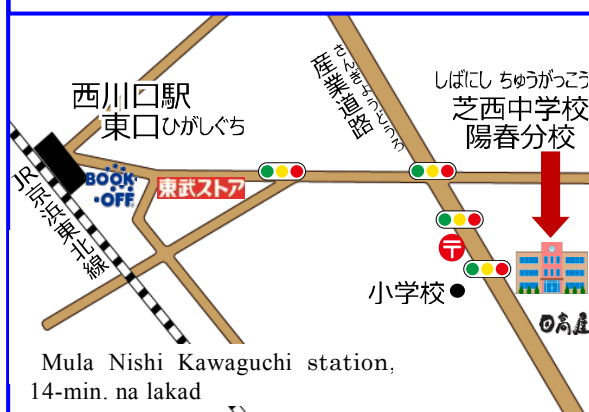 西川口駅
東口ひがしぐち
JR京浜東北線
BOOK
・OFF
東武ストア
さんぎょうどうろ
産業道路
しばにし ちゅうがっこう
芝西中学校
陽春分校
〒
小学校●
日高屋
Mula Nishi Kawaguchi station,
14-min. na lakad